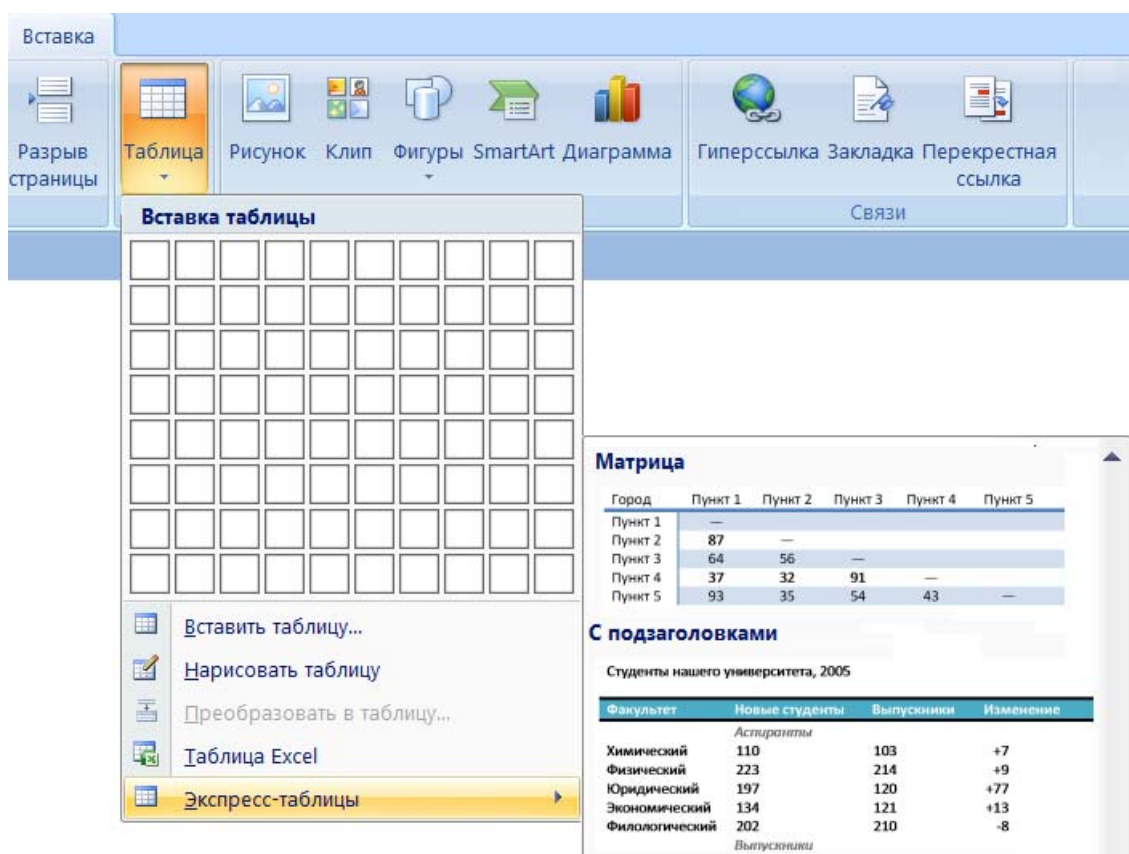 Вставка
Разрыв страницы
Таблица
Рисунок
Клип
Фигуры
SmartArt
Диаграмма
Гиперссылка
Закладка
Перекрестная ссылка
Связи
Вставка таблицы
Вставить таблицу...
Нарисовать таблицу
Преобразовать в таблицу...
Таблица Excel
Экспресс-таблицы
Матрица
Город Пункт 1 Пункт 2 Пункт 3 Пункт 4 Пункт 5
Пункт 1 —
Пункт 2 87 —
Пункт 3 64 56 —
Пункт 4 37 32 91 —
Пункт 5 93 35 54 43 —
С подзаголовками
Студенты нашего университета, 2005
Факультет Новые студенты Выпускники Изменение
Аспиранты
Химический 110 103 +7
Физический 223 214 +9
Юридический 197 120 +77
Экономический 134 121 +13
Филологический 202 210 -8
Выпускники